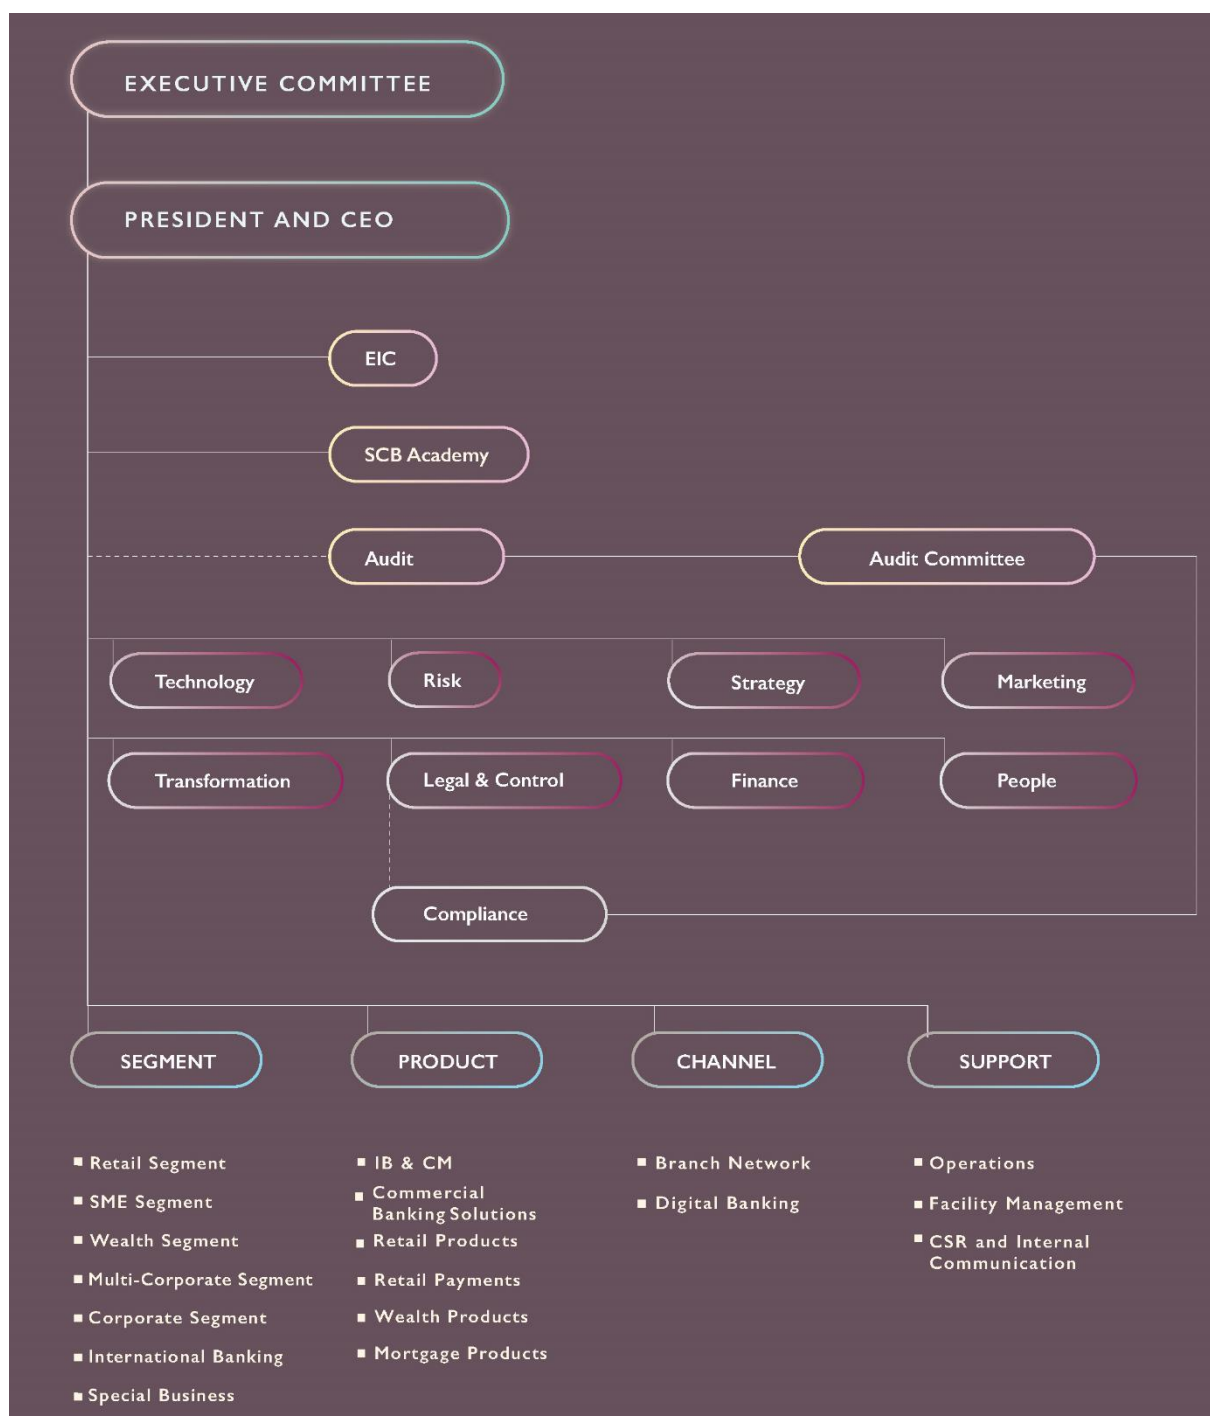 EXECUTIVE COMMITTEE
PRESIDENT AND CEO
EIC
SCB Academy
Audit
Audit Committee
Technology
Risk
Strategy
Marketing
Transformation
Legal & Control
Finance
People
Compliance
SEGMENT
PRODUCT
CHANNEL
SUPPORT
Retail Segment
SME Segment
Wealth Segment
Multi-Corporate Segment
Corporate Segment
International Banking
Special Business
IB & CM
Commercial
Banking Solutions
Retail Products
Retail Payments
Wealth Products
Mortgage Products
Branch Network
Digital Banking
Operations
Facility Management
CSR and Internal
Communication